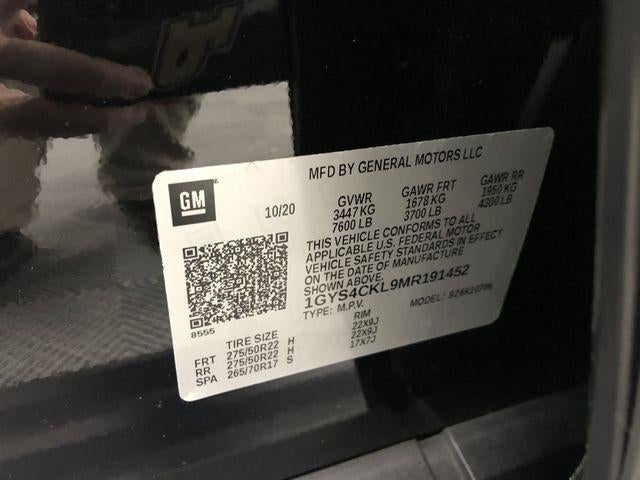 MFD BY GENERAL MOTORS LLC
GM
10/20
GVWR
3447 KG
7600 LB
GAWR FRT
1678 KG
3700 LB
GAWR RR
1950 KG
4300 LB
THIS VEHICLE CONFORMS TO ALL
APPLICABLE U.S. FEDERAL MOTOR
VEHICLE SAFETY STANDARDS IN EFFECT
ON THE DATE OF MANUFACTURE
SHOWN ABOVE.
1GYS4CKL9MR191452
TYPE: M.P.V.
MODEL: 926K10706
8555
TIRE SIZE RIM
FRT 275/50R22 H 22X9J
RR 275/50R22 H 22X9J
SPA 265/70R17 S 17X7J